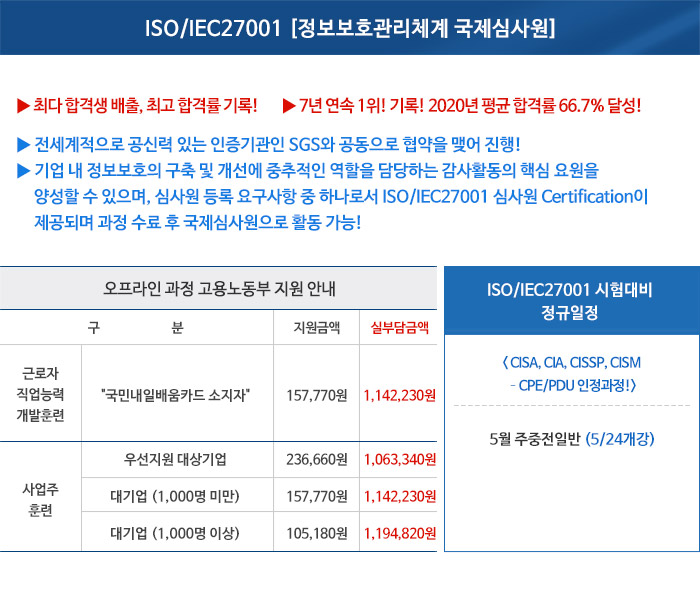 ISO/IEC27001 [정보보호관리체계 국제심사원]
▶ 최다 합격생 배출, 최고 합격률 기록! ▶ 7년 연속 1위! 기록! 2020년 평균 합격률 66.7% 달성!
▶ 전세계적으로 공신력 있는 인증기관인 SGS와 공동으로 협약을 맺어 진행!
▶ 기업 내 정보보호의 구축 및 개선에 중추적인 역할을 담당하는 감사활동의 핵심 요원을
양성할 수 있으며, 심사원 등록 요구사항 중 하나로서 ISO/IEC27001 심사원 Certification이
제공되며 과정 수료 후 국제심사원으로 활동 가능!
오프라인 과정 고용노동부 지원 안내
구 분 지원금액 실부담금액
근로자
직업능력
개발훈련
"국민내일배움카드 소지자" 157,770원 1,142,230원
사업주
훈련
우선지원 대상기업 236,660원 1,063,340원
대기업 (1,000명 미만) 157,770원 1,142,230원
대기업 (1,000명 이상) 105,180원 1,194,820원
ISO/IEC27001 시험대비
정규일정
< CISA, CIA, CISSP, CISM
- CPE/PDU 인정과정!>
5월 주중전일반 (5/24개강)